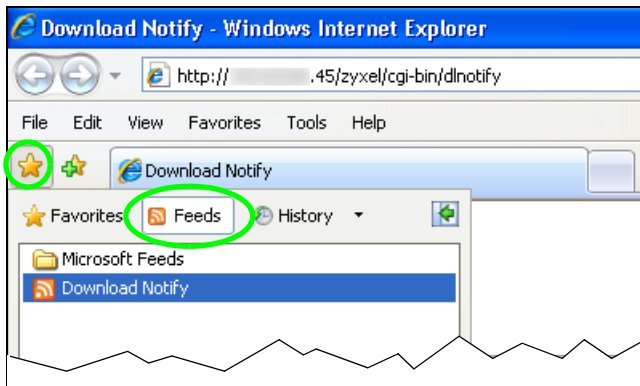 Download Notify - Windows Internet Explorer
http:// .45/zyxel/cgi-bin/dlnotify
File Edit View Favorites Tools Help
Download Notify
Favorites Feeds History
Microsoft Feeds
Download Notify